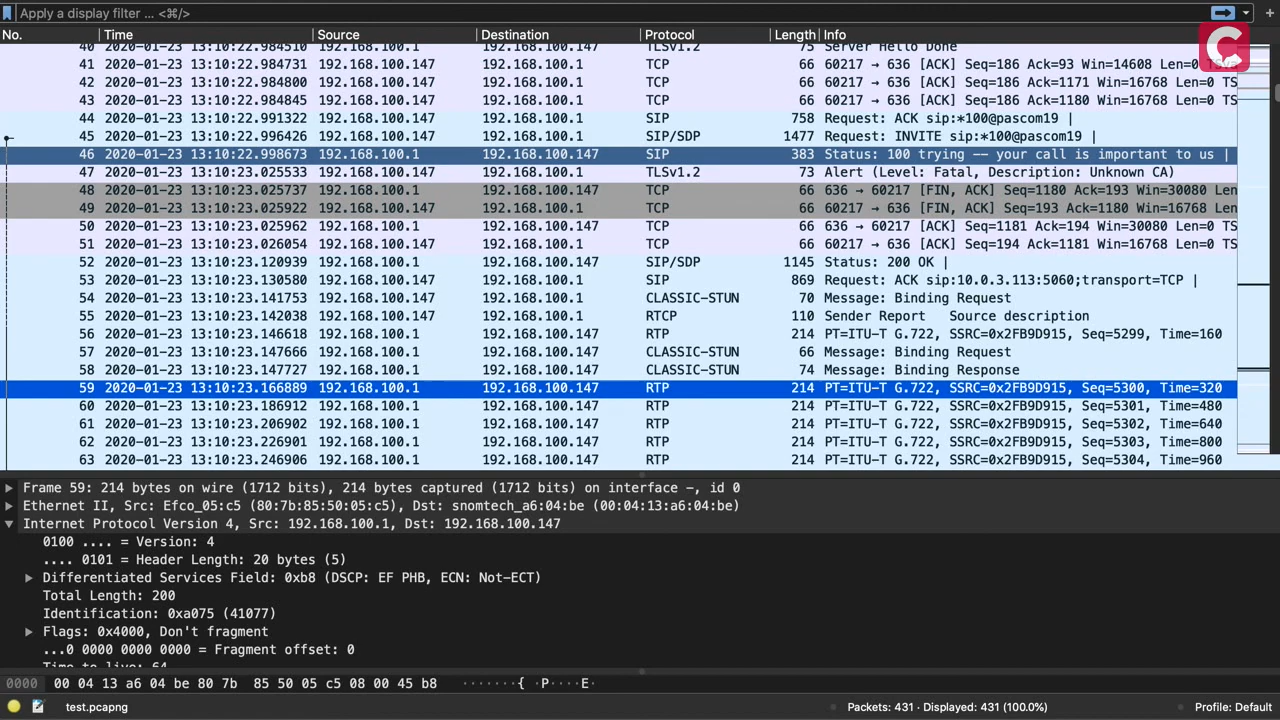 Apply a display filter ... <⌘/>
No. Time Source Destination Protocol Length Info
40 2020-01-23 13:10:22.984510 192.168.100.1 192.168.100.147 TLSv1.2 75 Server Hello Done
41 2020-01-23 13:10:22.984731 192.168.100.147 192.168.100.1 TCP 66 60217 → 636 [ACK] Seq=186 Ack=93 Win=14608 Len=0
42 2020-01-23 13:10:22.984800 192.168.100.147 192.168.100.1 TCP 66 60217 → 636 [ACK] Seq=186 Ack=1171 Win=16768 Len=0 TS
43 2020-01-23 13:10:22.984845 192.168.100.147 192.168.100.1 TCP 66 60217 → 636 [ACK] Seq=186 Ack=1180 Win=16768 Len=0 TS
44 2020-01-23 13:10:22.991322 192.168.100.147 192.168.100.1 SIP 758 Request: ACK sip:*100@pascom19 |
45 2020-01-23 13:10:22.996426 192.168.100.147 192.168.100.1 SIP/SDP 1477 Request: INVITE sip:*100@pascom19 |
46 2020-01-23 13:10:22.998673 192.168.100.1 192.168.100.147 SIP 383 Status: 100 trying -- your call is important to us |
47 2020-01-23 13:10:23.025533 192.168.100.147 192.168.100.1 TLSv1.2 73 Alert (Level: Fatal, Description: Unknown CA)
48 2020-01-23 13:10:23.025737 192.168.100.1 192.168.100.147 TCP 66 636 → 60217 [FIN, ACK] Seq=1180 Ack=193 Win=30080 Len
49 2020-01-23 13:10:23.025922 192.168.100.147 192.168.100.1 TCP 66 60217 → 636 [FIN, ACK] Seq=193 Ack=1180 Win=16768 Len
50 2020-01-23 13:10:23.025962 192.168.100.1 192.168.100.147 TCP 66 636 → 60217 [ACK] Seq=1181 Ack=194 Win=30080 Len=0 TS
51 2020-01-23 13:10:23.026054 192.168.100.147 192.168.100.1 TCP 66 60217 → 636 [ACK] Seq=194 Ack=1181 Win=16768 Len=0 TS
52 2020-01-23 13:10:23.120939 192.168.100.1 192.168.100.147 SIP/SDP 1145 Status: 200 OK |
53 2020-01-23 13:10:23.130580 192.168.100.147 192.168.100.1 SIP 869 Request: ACK sip:10.0.3.113:5060;transport=TCP |
54 2020-01-23 13:10:23.141753 192.168.100.147 192.168.100.1 CLASSIC-STUN 70 Message: Binding Request
55 2020-01-23 13:10:23.142038 192.168.100.147 192.168.100.1 RTCP 110 Sender Report Source description
56 2020-01-23 13:10:23.146618 192.168.100.1 192.168.100.147 RTP 214 PT=ITU-T G.722, SSRC=0x2FB9D915, Seq=5299, Time=160
57 2020-01-23 13:10:23.147666 192.168.100.1 192.168.100.147 CLASSIC-STUN 66 Message: Binding Request
58 2020-01-23 13:10:23.147727 192.168.100.1 192.168.100.147 CLASSIC-STUN 74 Message: Binding Response
59 2020-01-23 13:10:23.166889 192.168.100.1 192.168.100.147 RTP 214 PT=ITU-T G.722, SSRC=0x2FB9D915, Seq=5300, Time=320
60 2020-01-23 13:10:23.186912 192.168.100.1 192.168.100.147 RTP 214 PT=ITU-T G.722, SSRC=0x2FB9D915, Seq=5301, Time=480
61 2020-01-23 13:10:23.206902 192.168.100.1 192.168.100.147 RTP 214 PT=ITU-T G.722, SSRC=0x2FB9D915, Seq=5302, Time=640
62 2020-01-23 13:10:23.226901 192.168.100.1 192.168.100.147 RTP 214 PT=ITU-T G.722, SSRC=0x2FB9D915, Seq=5303, Time=800
63 2020-01-23 13:10:23.246906 192.168.100.1 192.168.100.147 RTP 214 PT=ITU-T G.722, SSRC=0x2FB9D915, Seq=5304, Time=960
Frame 59: 214 bytes on wire (1712 bits), 214 bytes captured (1712 bits) on interface -, id 0
Ethernet II, Src: Efco_05:c5 (80:7b:85:50:05:c5), Dst: snomtech_a6:04:be (00:04:13:a6:04:be)
Internet Protocol Version 4, Src: 192.168.100.1, Dst: 192.168.100.147
0100 .... = Version: 4
.... 0101 = Header Length: 20 bytes (5)
Differentiated Services Field: 0xb8 (DSCP: EF PHB, ECN: Not-ECT)
Total Length: 200
Identification: 0xa075 (41077)
Flags: 0x4000, Don't fragment
...0 0000 0000 0000 = Fragment offset: 0
Time to live: 64
0000 00 04 13 a6 04 be 80 7b 85 50 05 c5 08 00 45 b8 ·······{ ·P····E·
test.pcapng Packets: 431 · Displayed: 431 (100.0%) Profile: Default